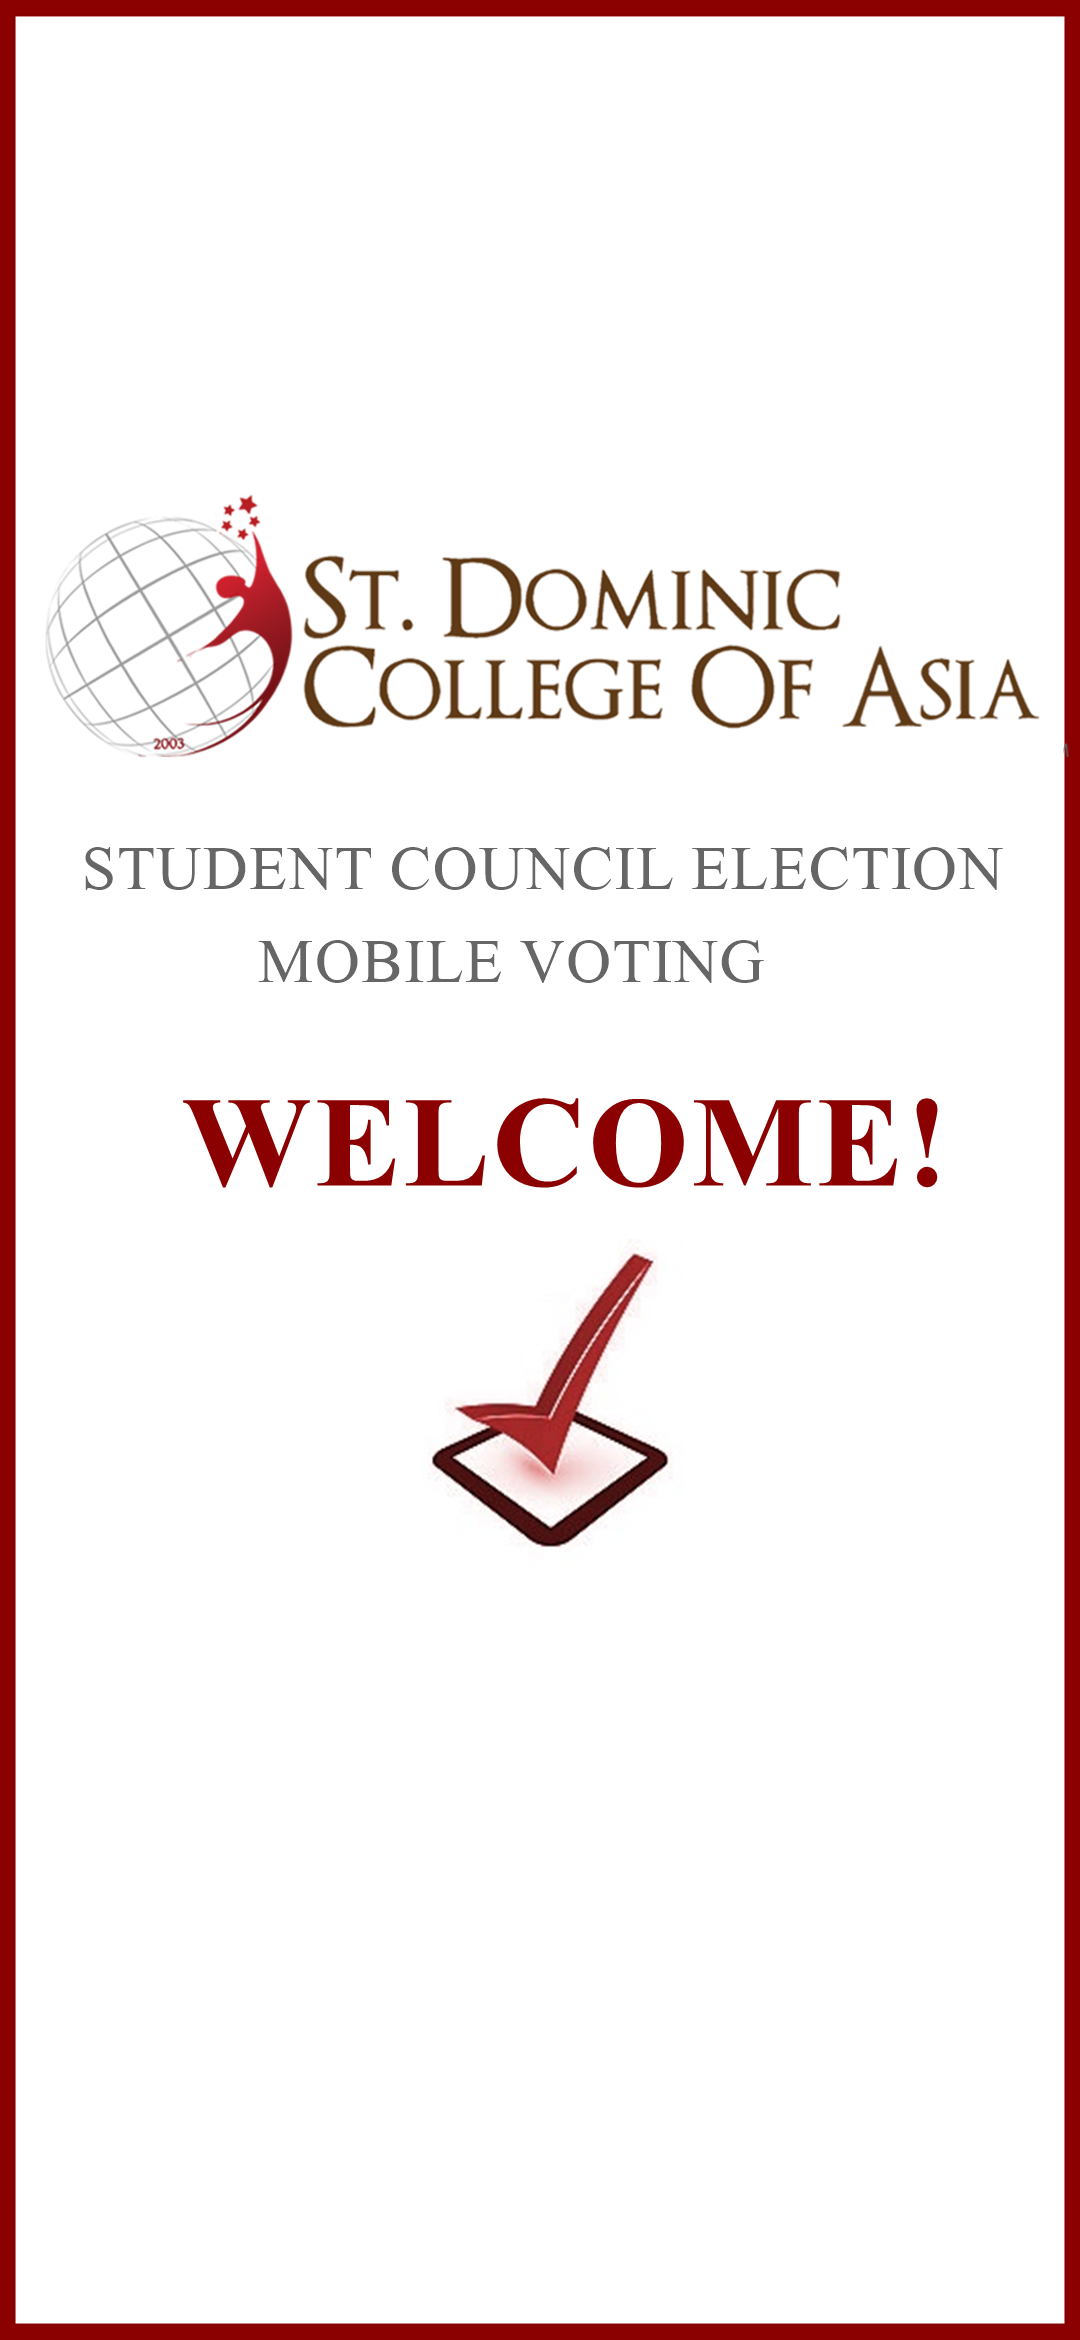 2003
ST. DOMINIC
COLLEGE OF ASIA
STUDENT COUNCIL ELECTION
MOBILE VOTING
WELCOME!